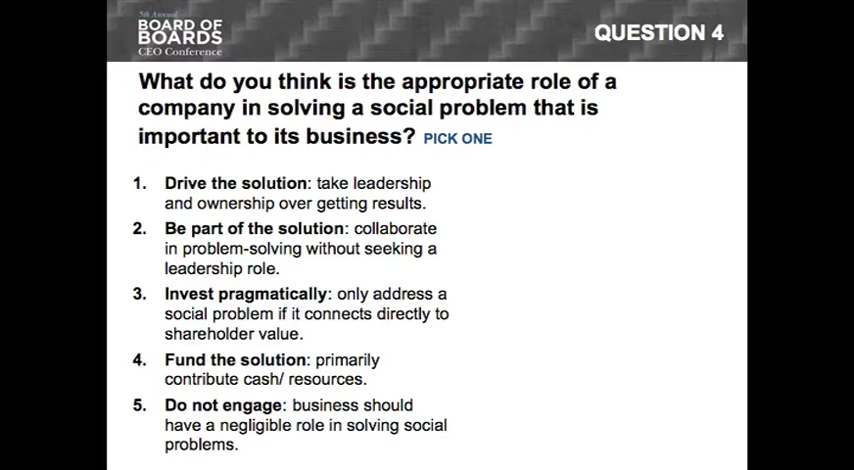 5th Annual
BOARD OF
BOARDS
CEO Conference
QUESTION 4
What do you think is the appropriate role of a
company in solving a social problem that is
important to its business? PICK ONE
1. Drive the solution: take leadership
and ownership over getting results.
2. Be part of the solution: collaborate
in problem-solving without seeking a
leadership role.
3. Invest pragmatically: only address a
social problem if it connects directly to
shareholder value.
4. Fund the solution: primarily
contribute cash/ resources.
5. Do not engage: business should
have a negligible role in solving social
problems.